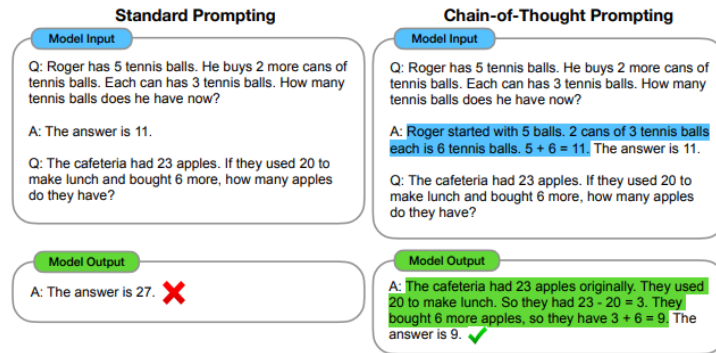 Standard Prompting
Model Input
Q: Roger has 5 tennis balls. He buys 2 more cans of
tennis balls. Each can has 3 tennis balls. How many
tennis balls does he have now?
A: The answer is 11.
Q: The cafeteria had 23 apples. If they used 20 to
make lunch and bought 6 more, how many apples
do they have?
Model Output
A: The answer is 27.
Chain-of-Thought Prompting
Model Input
Q: Roger has 5 tennis balls. He buys 2 more cans of
tennis balls. Each can has 3 tennis balls. How many
tennis balls does he have now?
A: Roger started with 5 balls. 2 cans of 3 tennis balls
each is 6 tennis balls. 5 + 6 = 11. The answer is 11.
Q: The cafeteria had 23 apples. If they used 20 to
make lunch and bought 6 more, how many apples
do they have?
Model Output
A: The cafeteria had 23 apples originally. They used
20 to make lunch. So they had 23 - 20 = 3. They
bought 6 more apples, so they have 3 + 6 = 9. The
answer is 9.